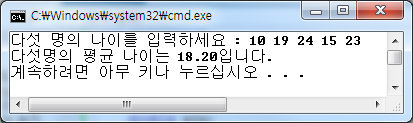 C:₩Windows₩system32₩cmd.exe
다섯 명의 나이를 입력하세요 : 10 19 24 15 23
다섯명의 평균 나이는 18.20입니다.
계속하려면 아무 키나 누르십시오 . . .